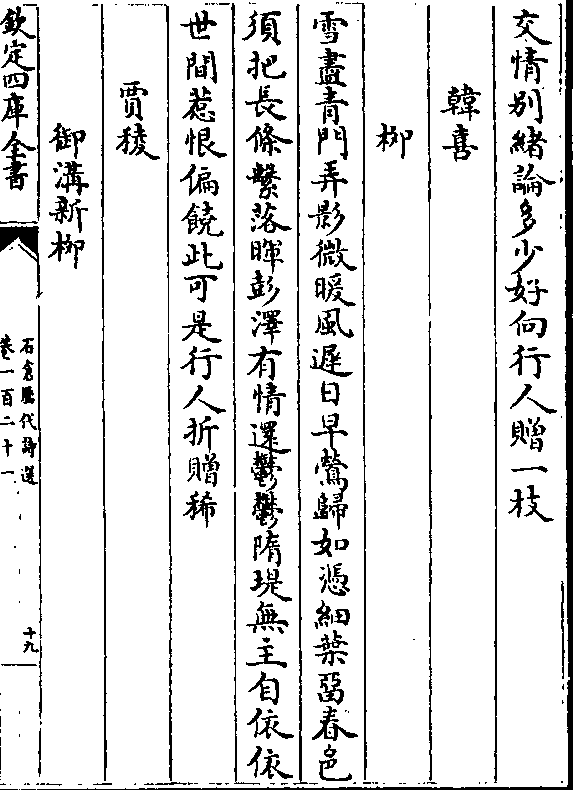 交情别緒論多少好向行人贈一枝
韓喜
栁
雪盡青門弄影微暖風遲日早鶯歸如憑細葉畱春色
須把長條繫落暉彭澤有情還鬱鬱隋堤無主自依依
世間惹恨偏饒此可是行人折贈稀
賈稜
御溝新栁
欽定四庫全書
石倉歷代詩選
卷一百二十一
十九